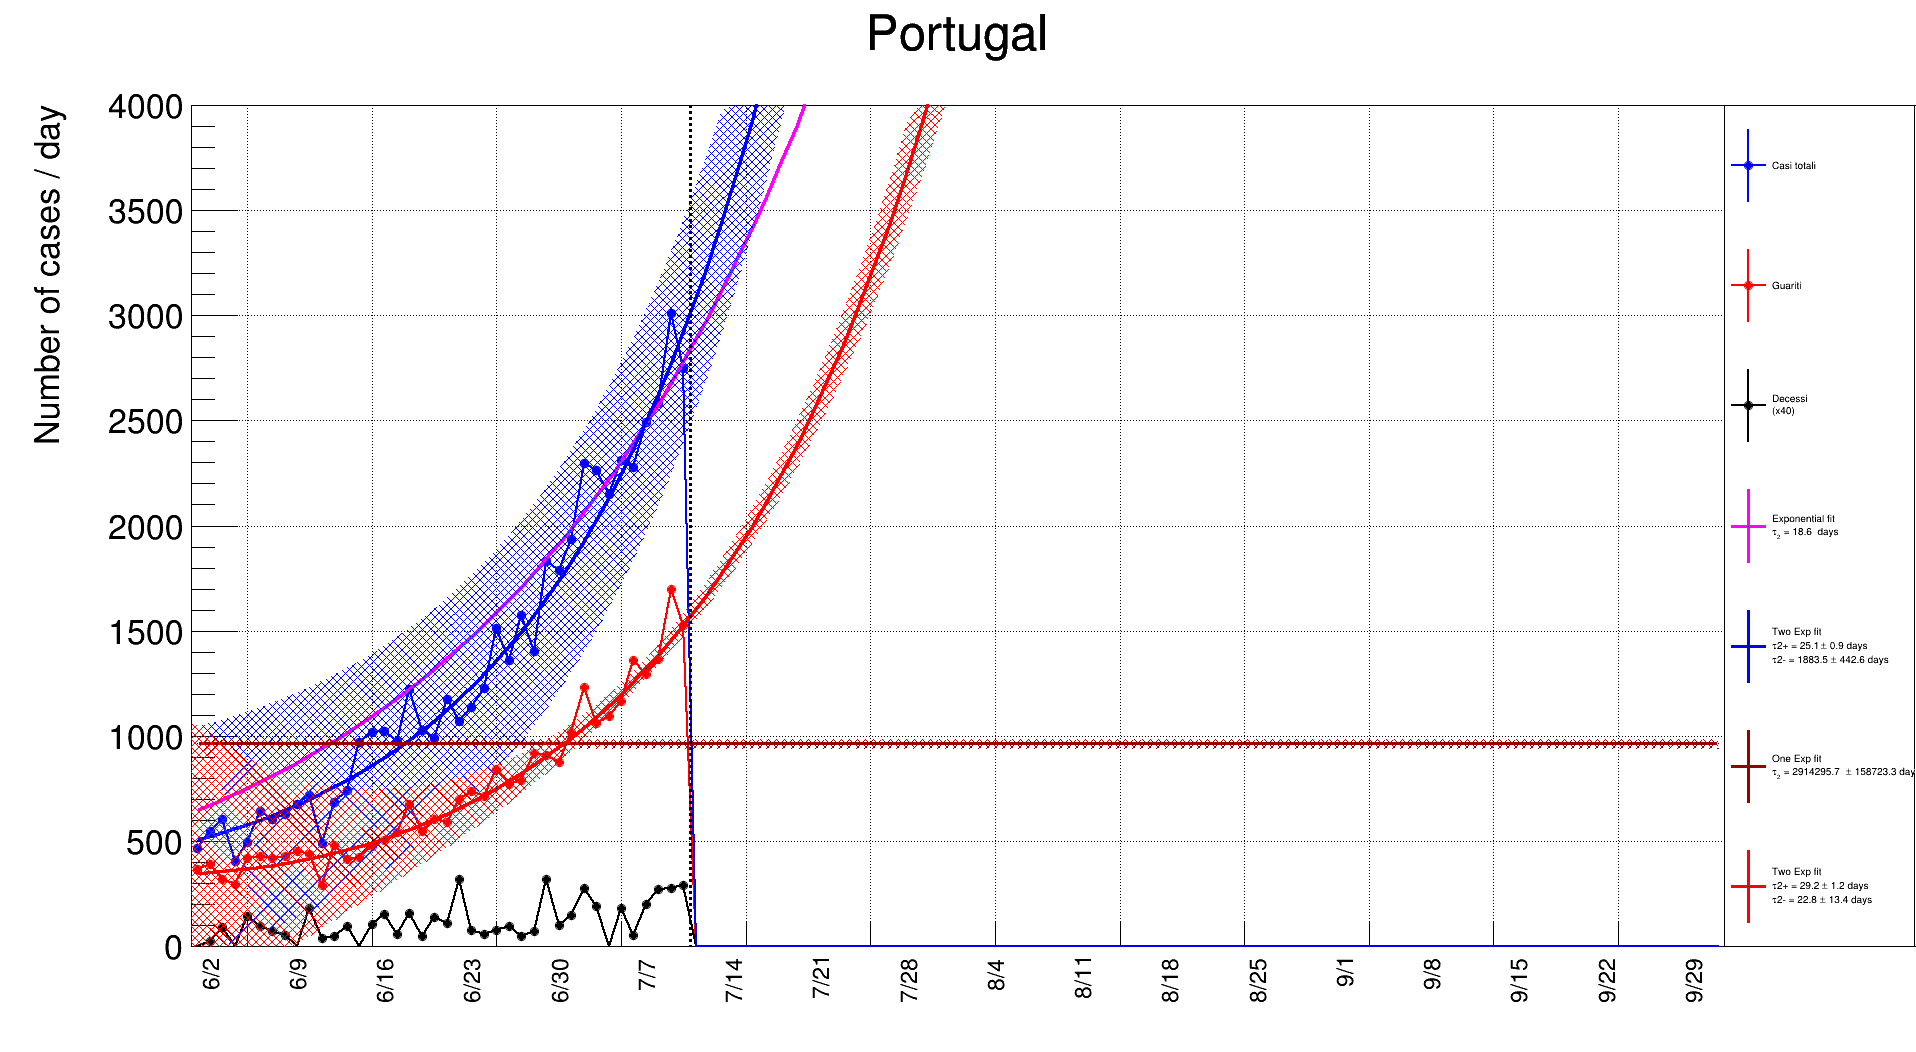 Portugal
Number of cases / day
4000
3500
3000
2500
2000
1500
1000
500
0
6/2
6/9
6/16
6/23
6/30
7/7
7/14
7/21
7/28
8/4
8/11
8/18
8/25
9/1
9/8
9/15
9/22
9/29
Casi totali
Guariti
Decessi
(x40)
Exponential fit
τ2 = 18.6 days
Two Exp fit
τ2+ = 25.1 ± 0.9 days
τ2- = 1883.5 ± 442.6 days
One Exp fit
τ2 = 2914295.7 ± 158723.3 day
Two Exp fit
τ2+ = 29.2 ± 1.2 days
τ2- = 22.8 ± 13.4 days